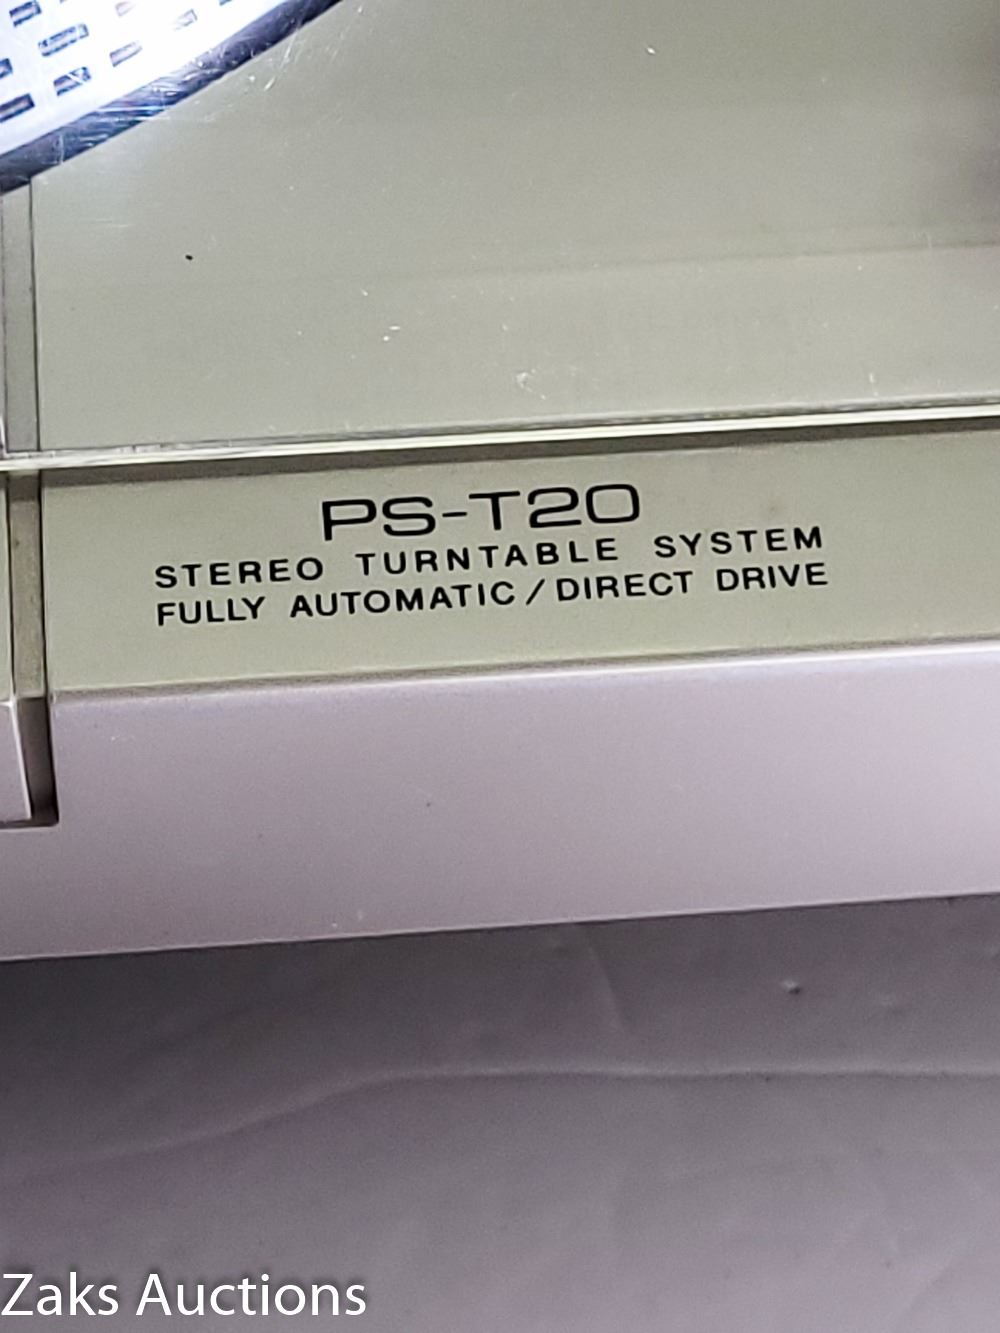 PS-T20
STEREO TURNTABLE SYSTEM
FULLY AUTOMATIC/DIRECT DRIVE
Zaks Auctions